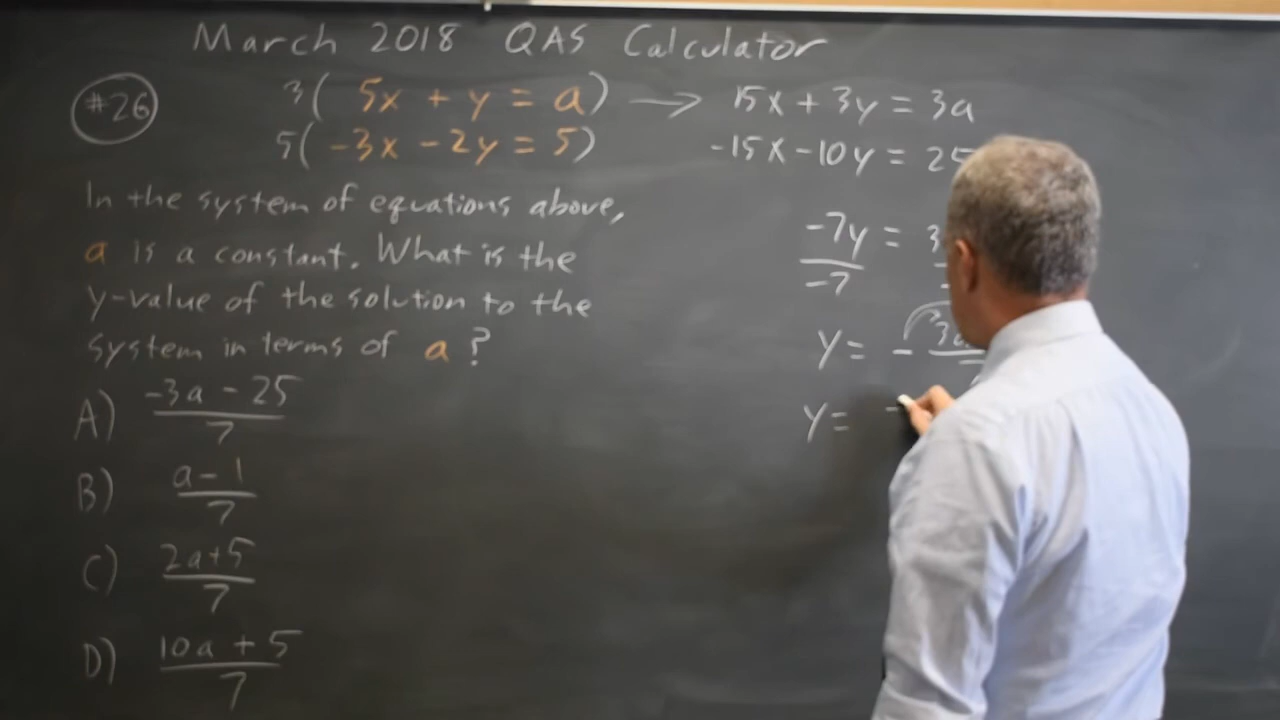 March 2018 QAS Calculator
#26
3( 5x + y = a) → 15x + 3y = 3a
5( -3x - 2y = 5) -15x - 10y = 25
In the system of equations above,
a is a constant. What is the
y-value of the solution to the
system in terms of a ?
A) -3a - 25
7
B) a - 1
7
C) 2a + 5
7
D) 10a + 5
7
-7y = 3
-7
y = - 3a
y = -